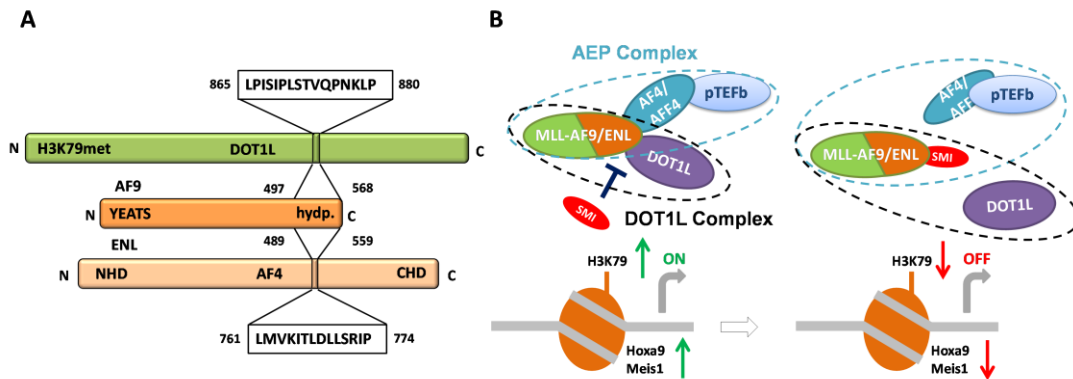 A
865 LPISIPLSTVQPNKLP 880
N H3K79met DOT1L C
AF9 497 568
N YEATS hydp. C
ENL 489 559
N NHD AF4 CHD C
761 LMVKITLDLLSRIP 774
B
AEP Complex
AF4/
AFF4
pTEFb
MLL-AF9/ENL
DOT1L
SMI
DOT1L Complex
H3K79 ON
Hoxa9
Meis1
AF4/
pTEFb
MLL-AF9/ENL
SMI
DOT1L
H3K79 OFF
Hoxa9
Meis1